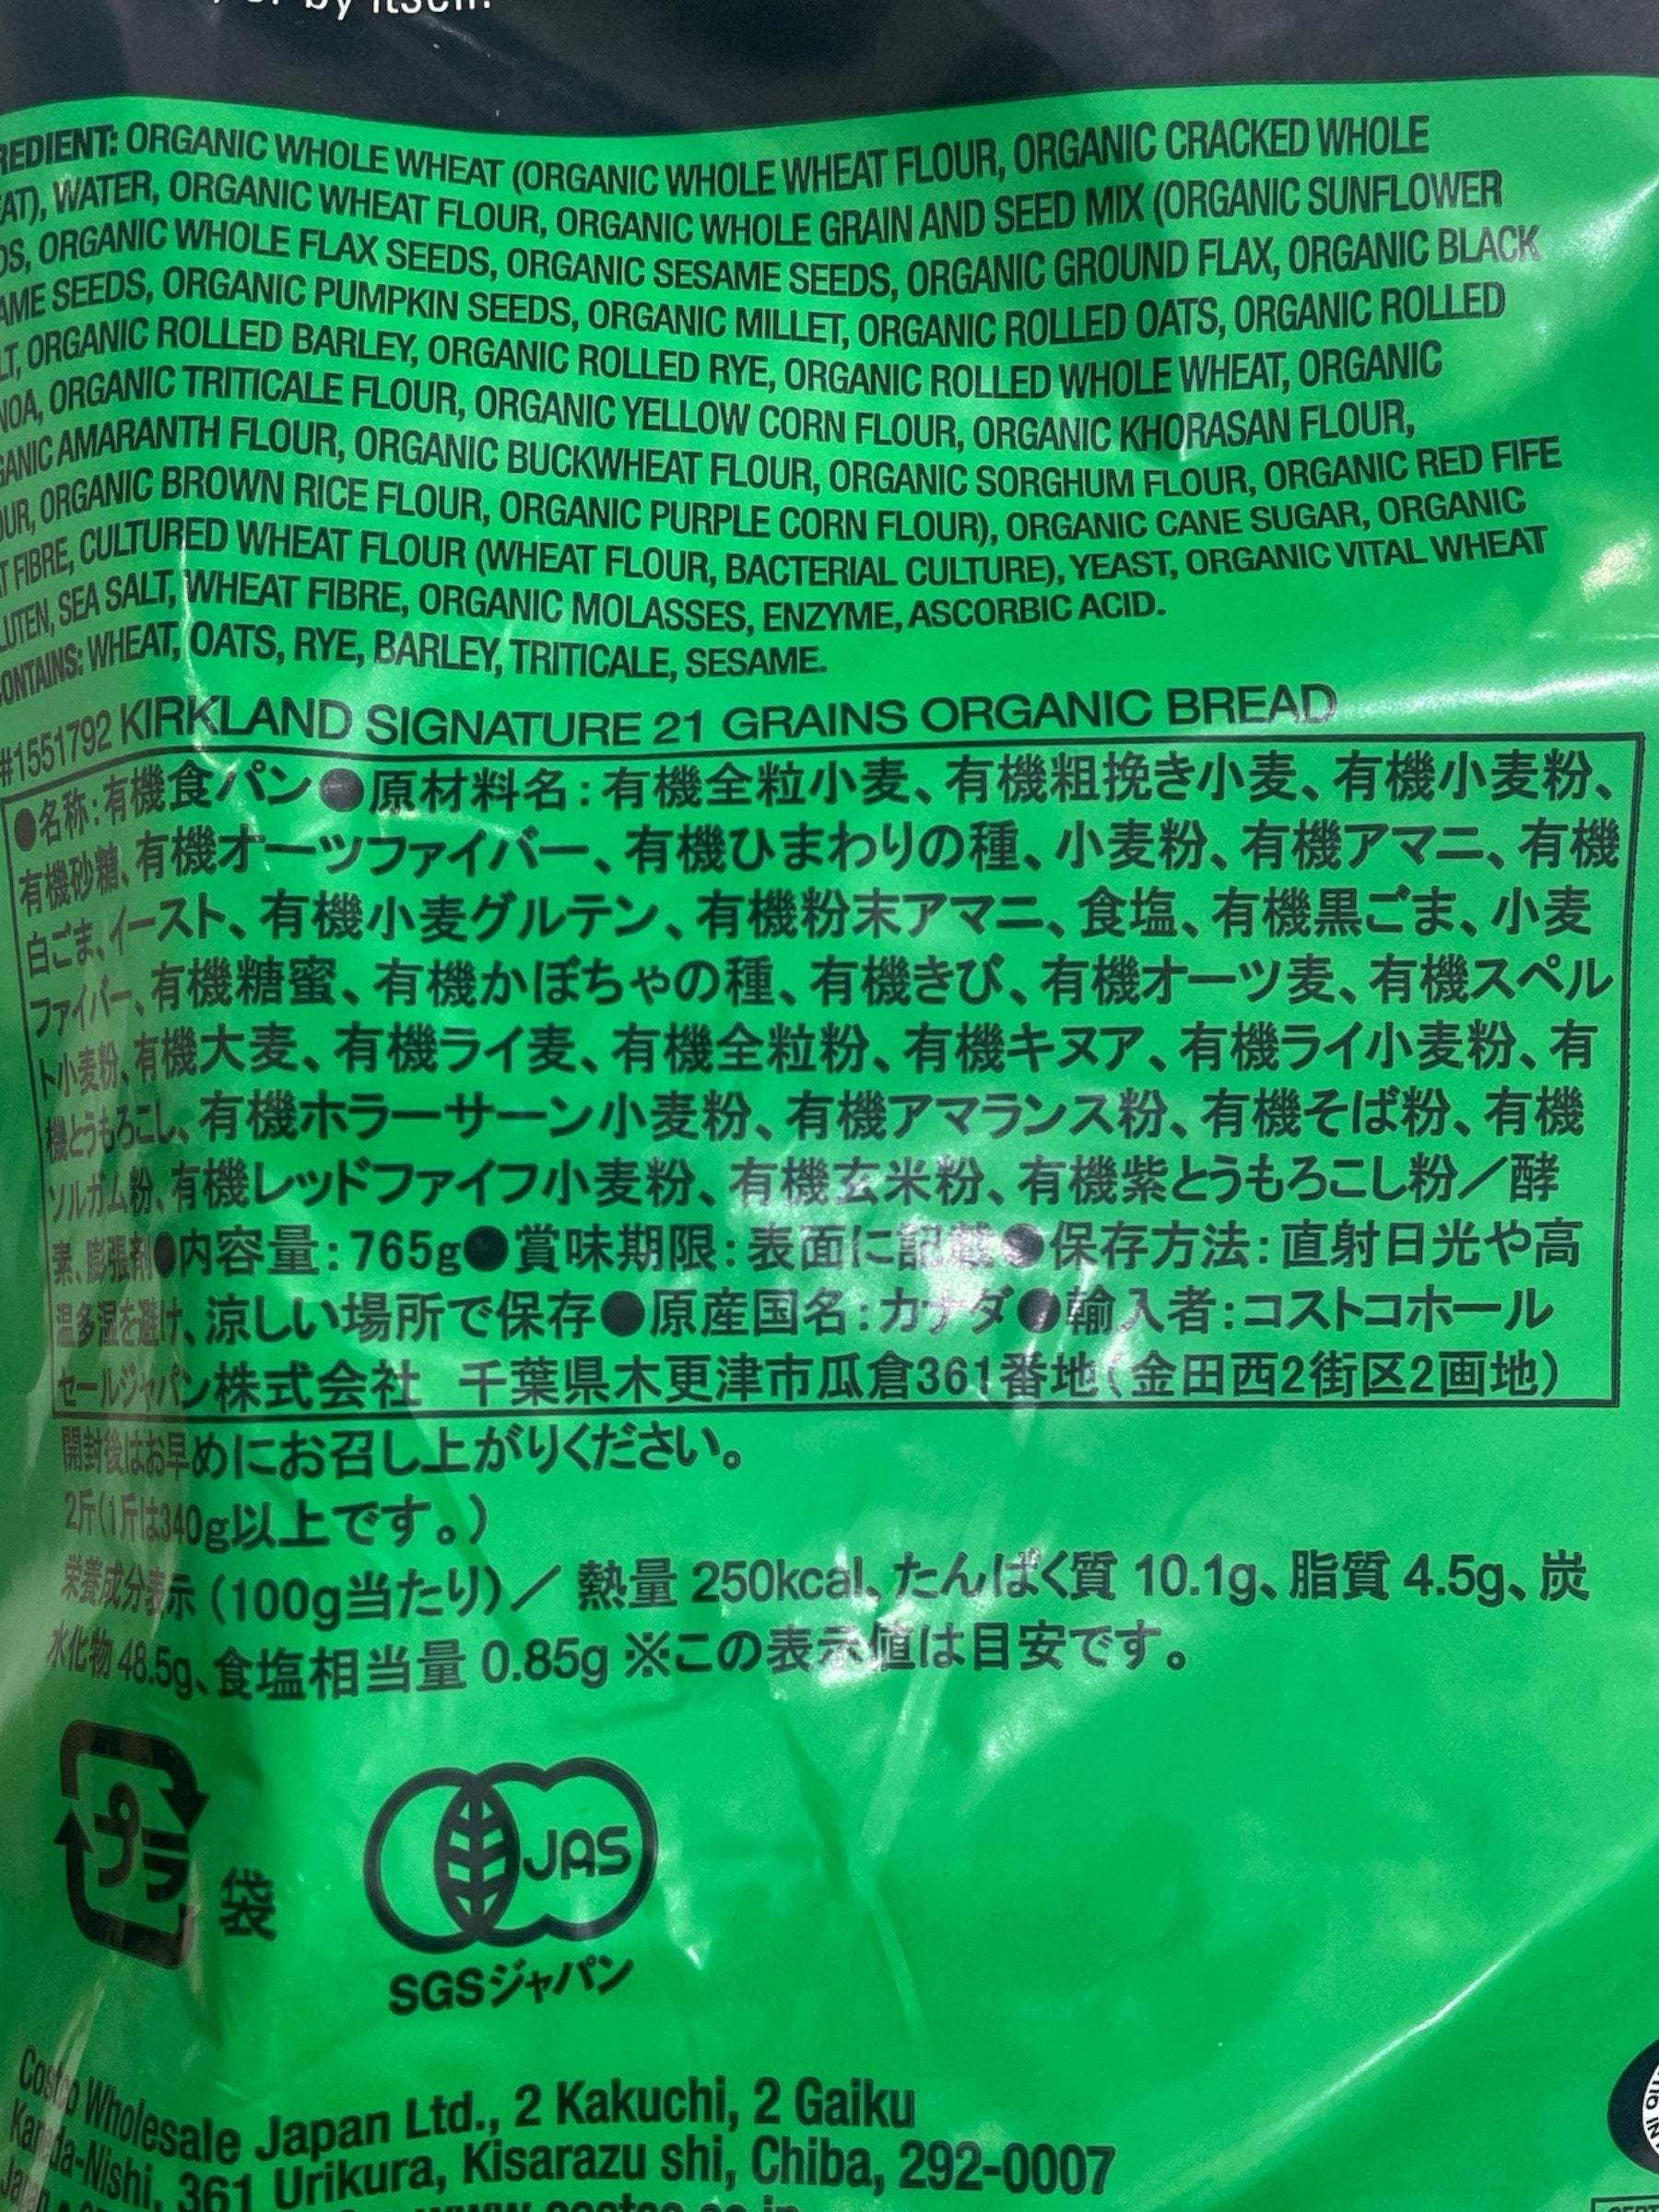 by itself.
REDIENT: ORGANIC WHOLE WHEAT (ORGANIC WHOLE WHEAT FLOUR, ORGANIC CRACKED WHOLE
EAT), WATER, ORGANIC WHEAT FLOUR, ORGANIC WHOLE GRAIN AND SEED MIX (ORGANIC SUNFLOWER
DS, ORGANIC WHOLE FLAX SEEDS, ORGANIC SESAME SEEDS, ORGANIC GROUND FLAX, ORGANIC BLACK
AME SEEDS, ORGANIC PUMPKIN SEEDS, ORGANIC MILLET, ORGANIC ROLLED OATS, ORGANIC ROLLED
LT, ORGANIC ROLLED BARLEY, ORGANIC ROLLED RYE, ORGANIC ROLLED WHOLE WHEAT, ORGANIC
NOA, ORGANIC TRITICALE FLOUR, ORGANIC YELLOW CORN FLOUR, ORGANIC KHORASAN FLOUR,
GANIC AMARANTH FLOUR, ORGANIC BUCKWHEAT FLOUR, ORGANIC SORGHUM FLOUR, ORGANIC RED FIFE
OUR, ORGANIC BROWN RICE FLOUR, ORGANIC PURPLE CORN FLOUR), ORGANIC CANE SUGAR, ORGANIC
T FIBRE, CULTURED WHEAT FLOUR (WHEAT FLOUR, BACTERIAL CULTURE), YEAST, ORGANIC VITAL WHEAT
LUTEN, SEA SALT, WHEAT FIBRE, ORGANIC MOLASSES, ENZYME, ASCORBIC ACID.
CONTAINS: WHEAT, OATS, RYE, BARLEY, TRITICALE, SESAME.
#1551792 KIRKLAND SIGNATURE 21 GRAINS ORGANIC BREAD
●名称:有機食パン●原材料名:有機全粒小麦、有機粗挽き小麦、有機小麦粉、
有機砂糖、有機オーツファイバー、有機ひまわりの種、小麦粉、有機アマニ、有機
白ごま、イースト、有機小麦グルテン、有機粉末アマニ、食塩、有機黒ごま、小麦
ファイバー、有機糖蜜、有機かぼちゃの種、有機きび、有機オーツ麦、有機スペル
ト小麦粉、有機大麦、有機ライ麦、有機全粒粉、有機キヌア、有機ライ小麦粉、有
機とうもろこし、有機ホラーサーン小麦粉、有機アマランス粉、有機そば粉、有機
ソルガム粉、有機レッドファイフ小麦粉、有機玄米粉、有機紫とうもろこし粉／酵
素、膨張剤●内容量:765g●賞味期限:表面に記載●保存方法:直射日光や高
温多湿を避け、涼しい場所で保存●原産国名:カナダ●輸入者:コストコホール
セールジャパン株式会社 千葉県木更津市瓜倉361番地(金田西2街区2画地)
開封後はお早めにお召し上がりください。
2斤(1斤は340g以上です。)
栄養成分表示 (100g当たり)／ 熱量 250kcal、たんぱく質 10.1g、脂質 4.5g、炭
水化物 48.5g、食塩相当量 0.85g ※この表示値は目安です。
プラ
袋
JAS
SGSジャパン
Costco Wholesale Japan Ltd., 2 Kakuchi, 2 Gaiku
Kaneda-Nishi, 361 Urikura, Kisarazu shi, Chiba, 292-0007
Japan